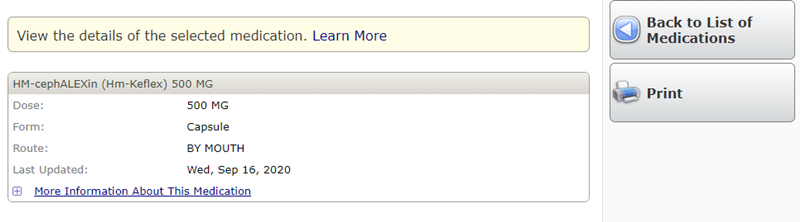 View the details of the selected medication. Learn More
HM-cephALEXin (Hm-Keflex) 500 MG
Dose: 500 MG
Form: Capsule
Route: BY MOUTH
Last Updated: Wed, Sep 16, 2020
More Information About This Medication
Back to List of
Medications
Print